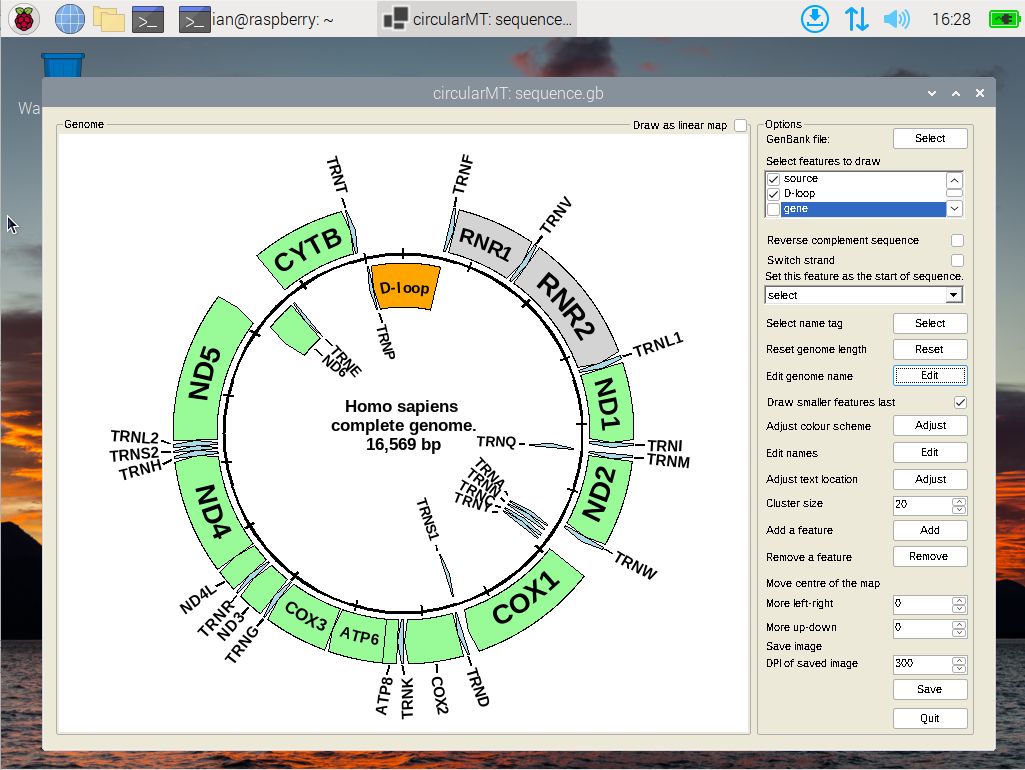 ian@raspberry: ~
circularMT: sequence...
16:28
Wa
circularMT: sequence.gb
Genome
Draw as linear map
TRNT
TRNF
TRNV
CYTB
RNR1
D-loop
RNR2
TRNP
TRNE
ND6
TRNL1
ND5
ND1
Homo sapiens
complete genome.
16,569 bp
TRNL2
TRNS2
TRNH
TRNQ
TRNI
TRNM
TRNA
TRNN
TRNC
TRNY
ND2
ND4
TRNS1
TRNW
COX1
ND4L
TRNR
ND3
TRNG
COX3
ATP6
ATP8
TRNK
COX2
TRND
Options
GenBank file:
Select
Select features to draw
source
D-loop
gene
Reverse complement sequence
Switch strand
Set this feature as the start of sequence.
select
Select name tag
Select
Reset genome length
Reset
Edit genome name
Edit
Draw smaller features last
Adjust colour scheme
Adjust
Edit names
Edit
Adjust text location
Adjust
Cluster size
20
Add a feature
Add
Remove a feature
Remove
Move centre of the map
More left-right
0
More up-down
0
Save image
DPI of saved image
300
Save
Quit